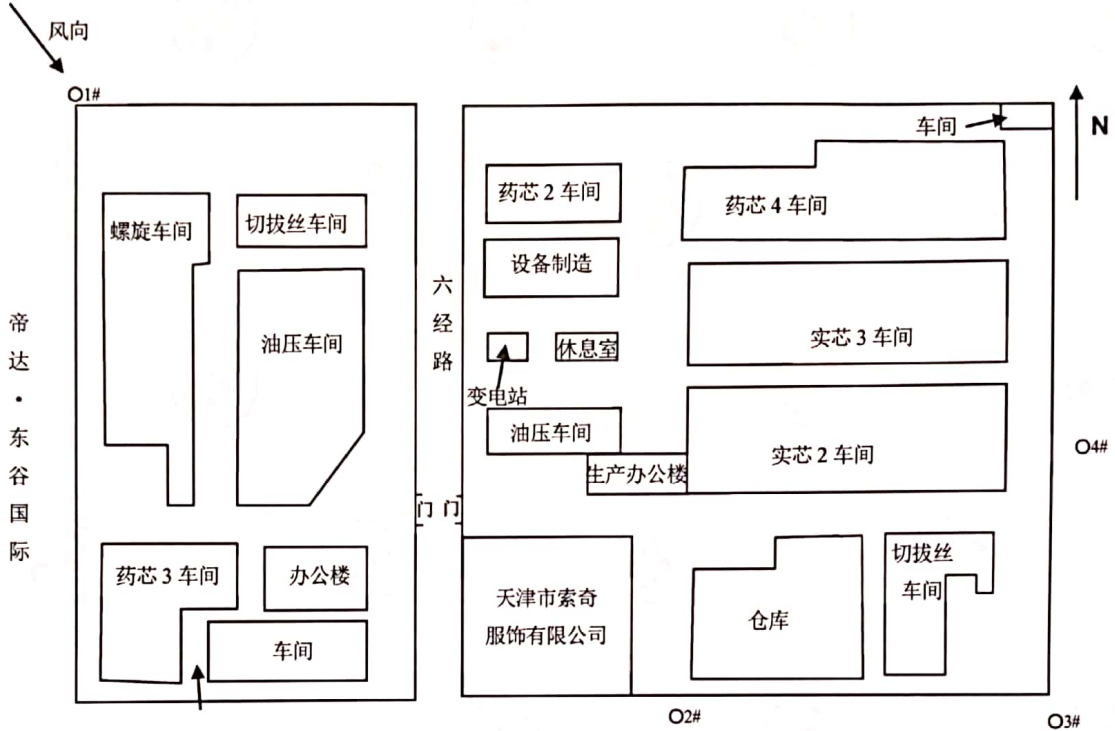 风向
O1#
车间
N
药芯2车间
药芯4车间
螺旋车间
切拔丝车间
设备制造
六经路
帝达·东谷国际
油压车间
实芯3车间
休息室
变电站
油压车间
实芯2车间
O4#
生产办公楼
门 门
药芯3车间
办公楼
切拔丝
车间
天津市索奇
服饰有限公司
仓库
车间
O2#
O3#